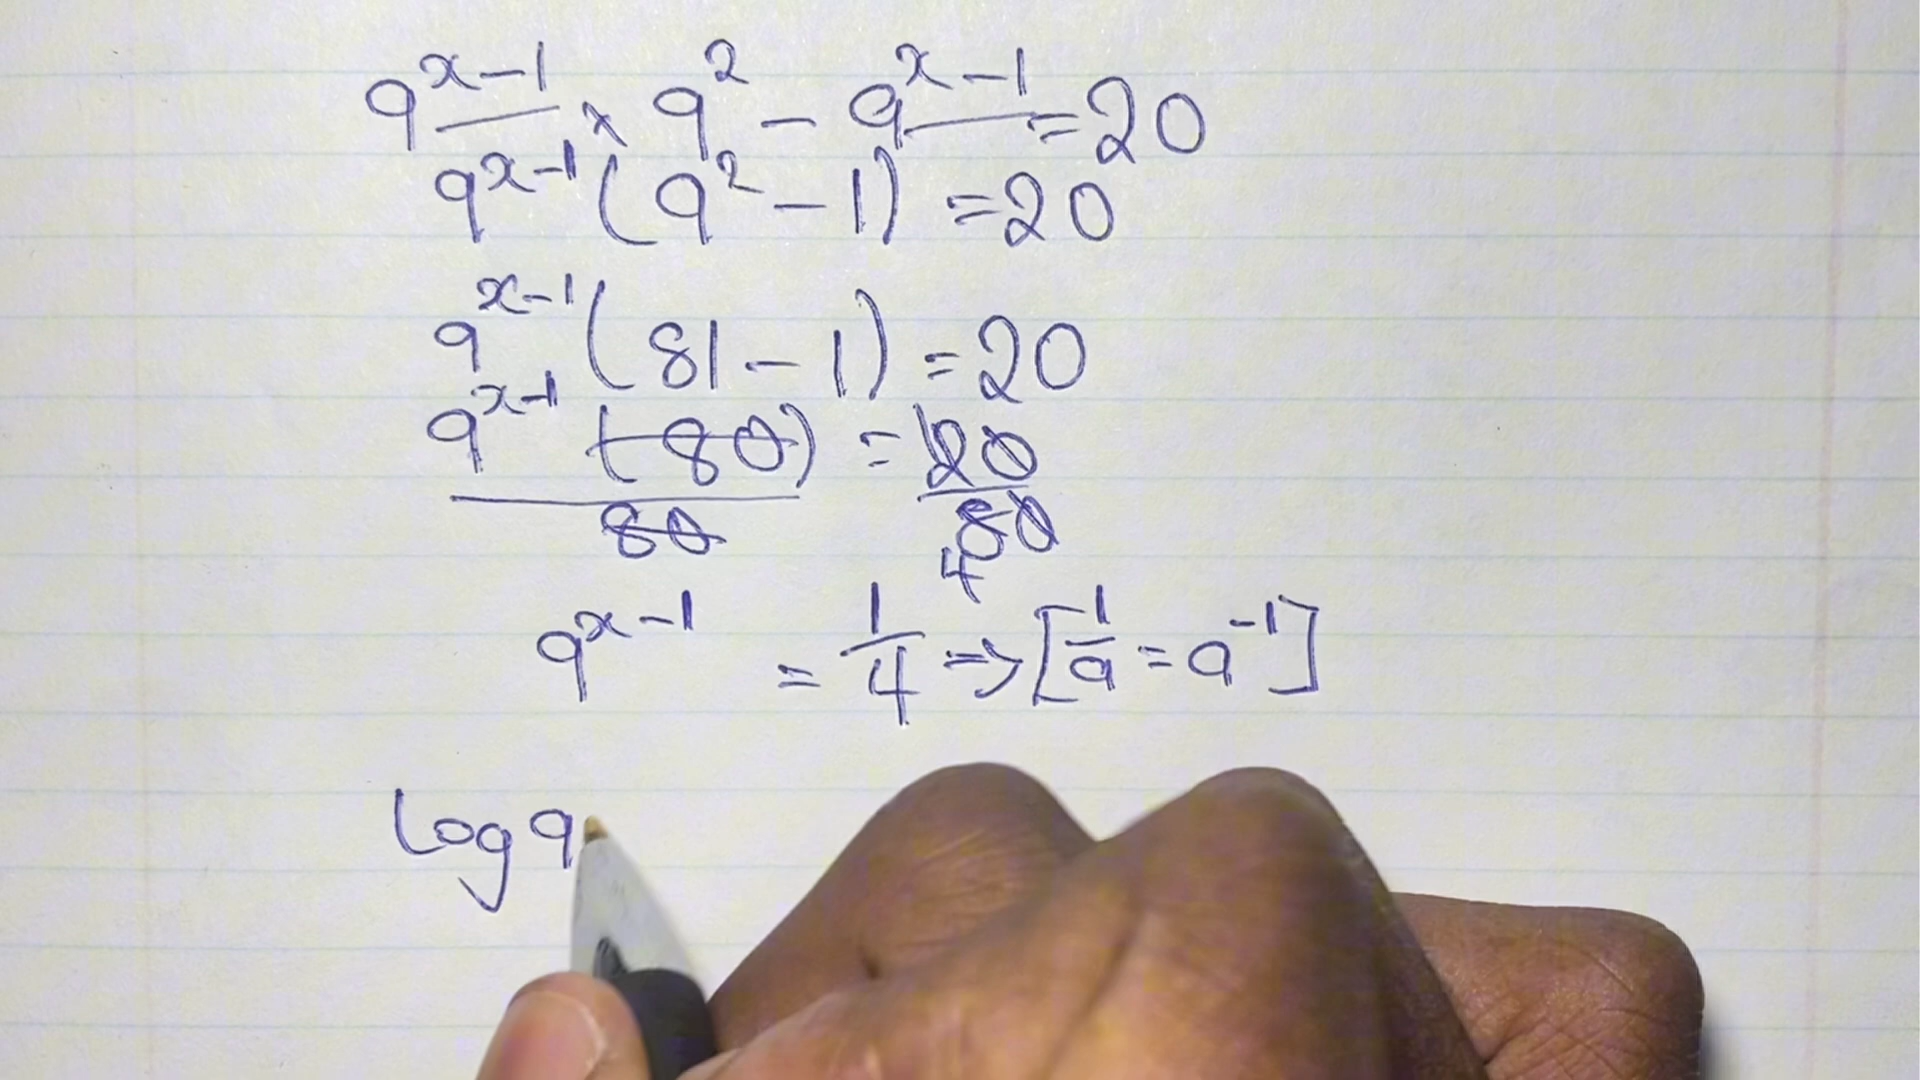 9^{x-1} × 9^2 - 9^{x-1} = 20
9^{x-1} (9^2 - 1) = 20
9^{x-1} (81 - 1) = 20
9^{x-1} (80) = 1 20
80 80
4
9^{x-1} = 1/4 => [1/a = a^{-1}]
log 9